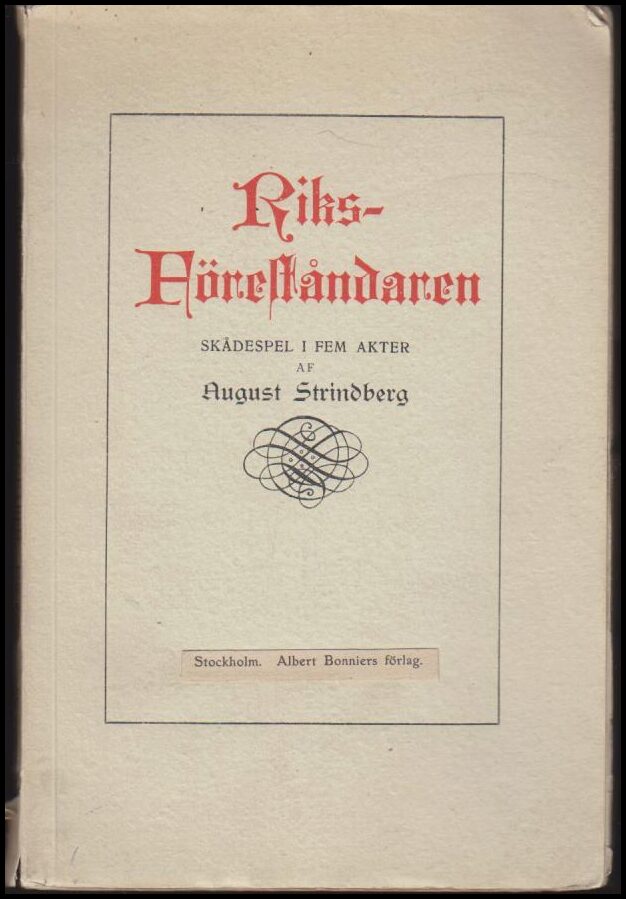 Riks-
Föreståndaren
SKÅDESPEL I FEM AKTER
AF
August Strindberg
Stockholm. Albert Bonniers förlag.